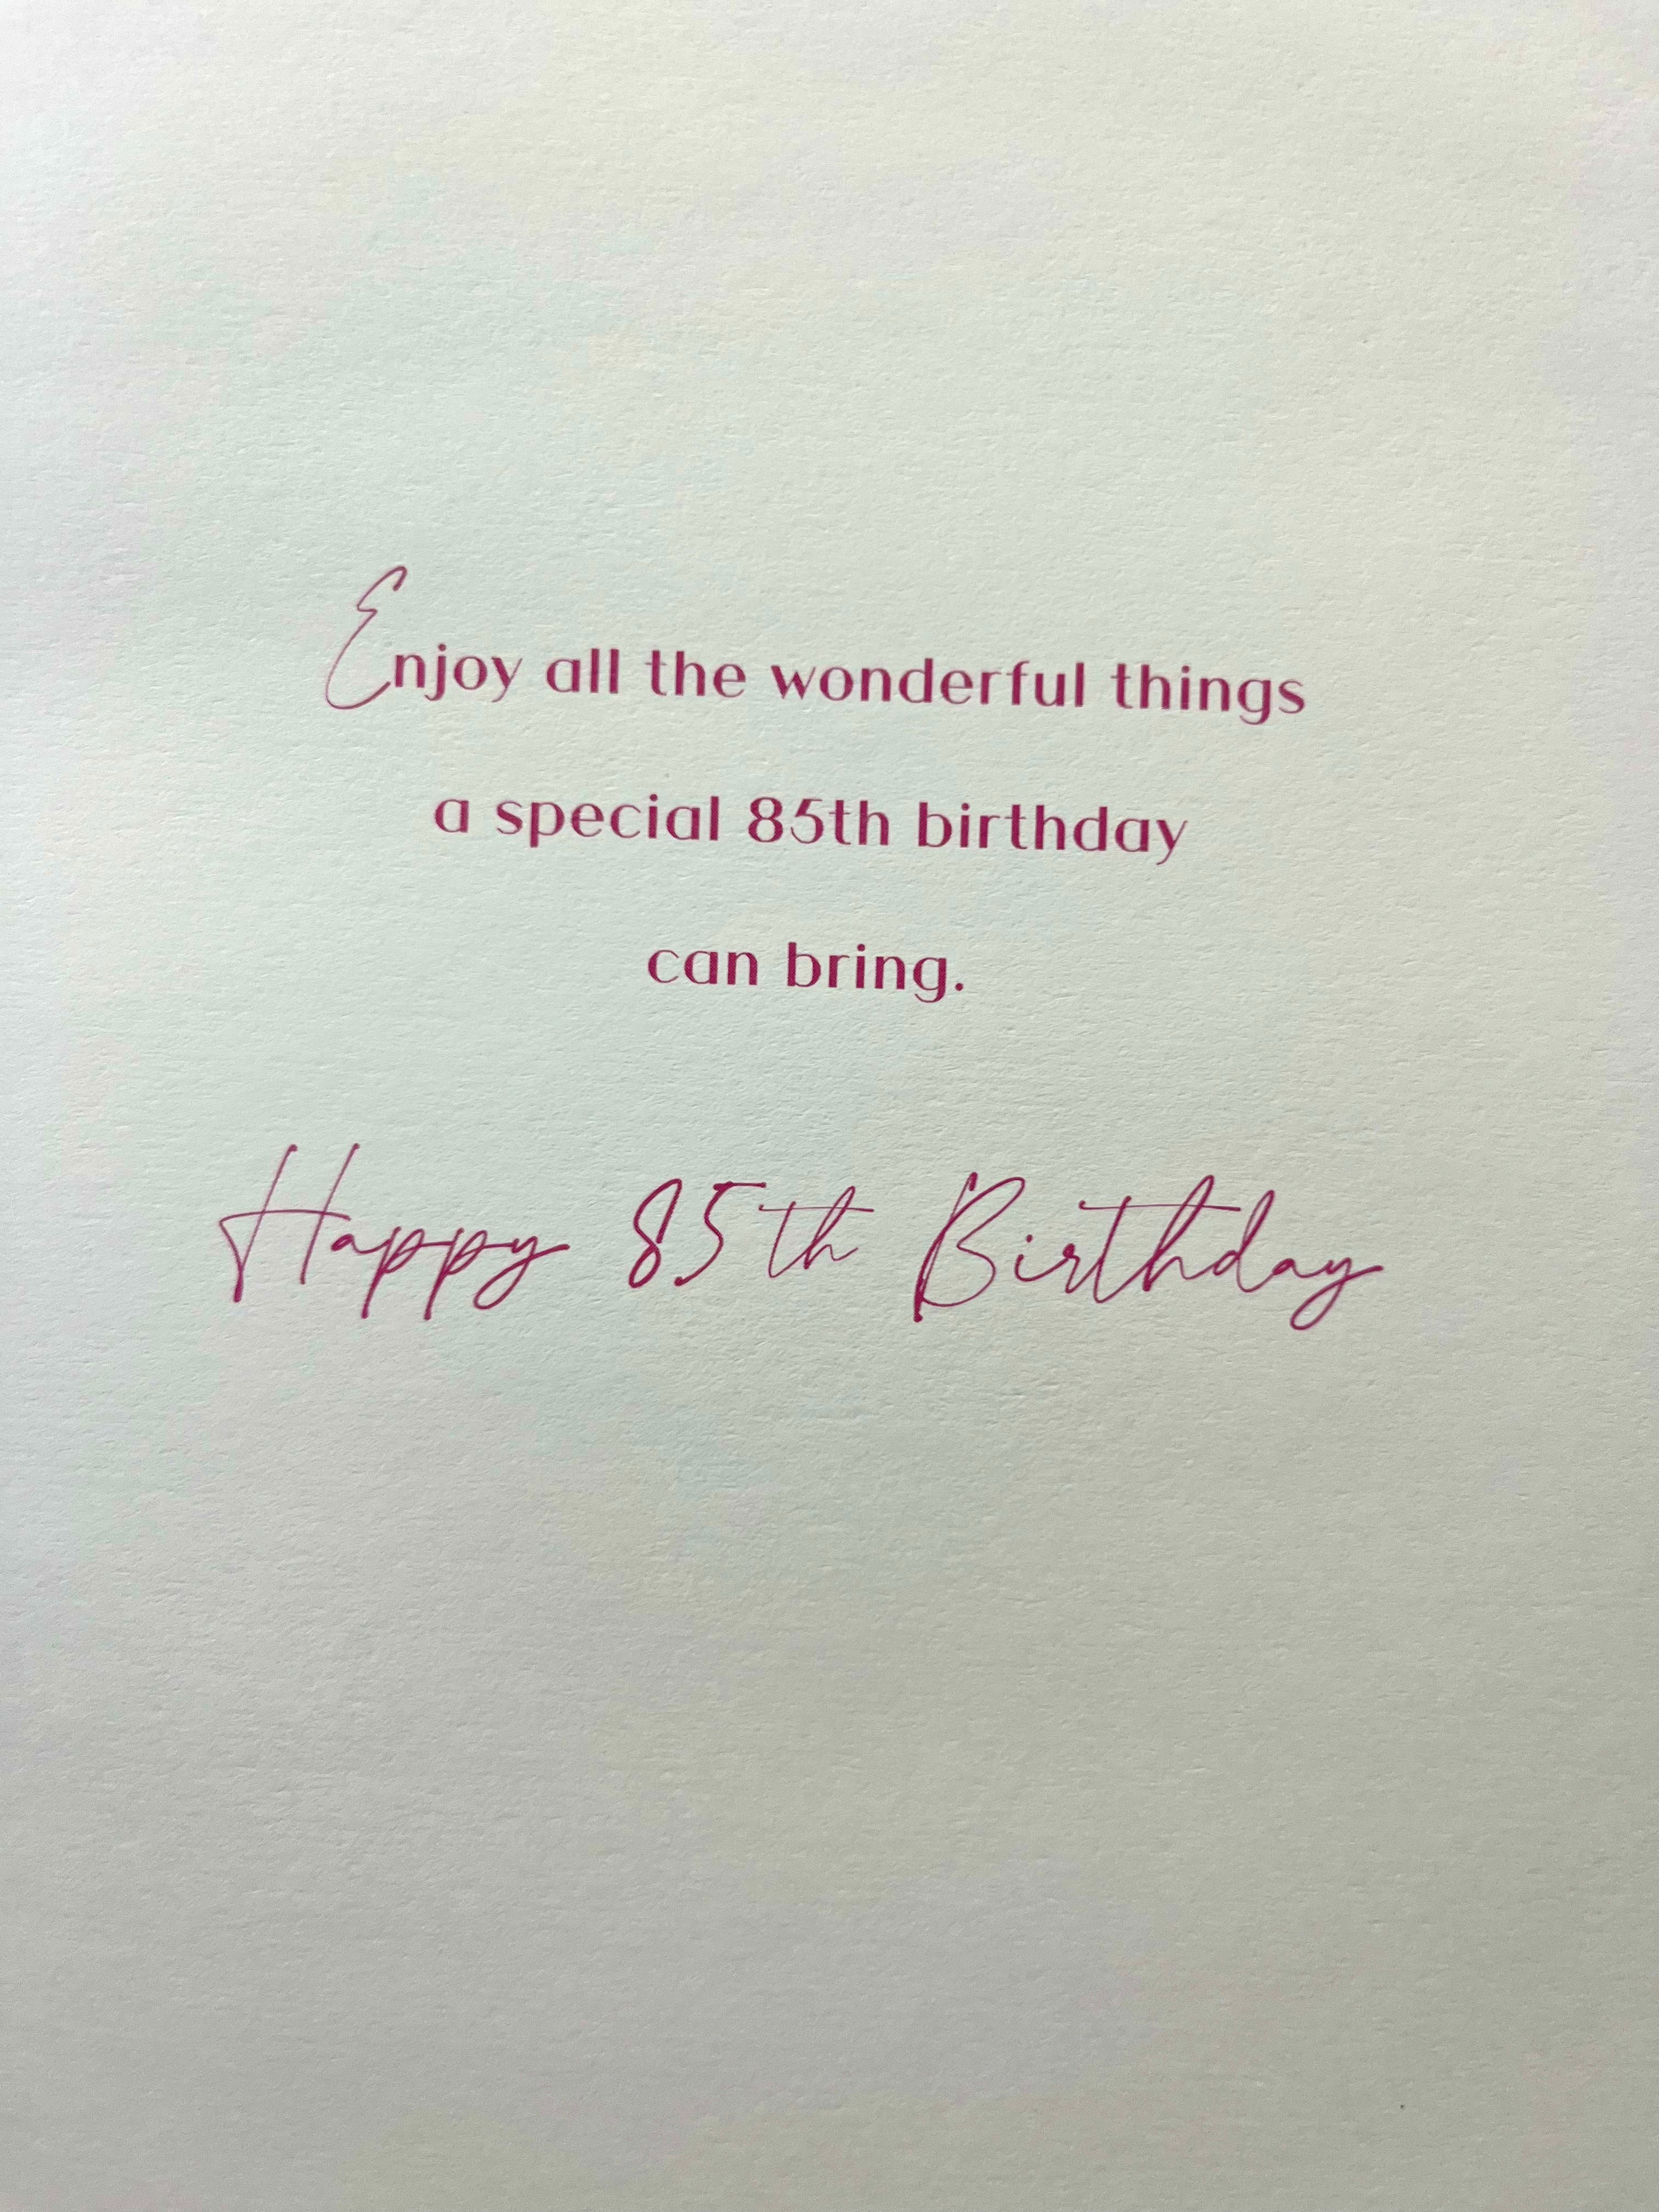 Enjoy all the wonderful things
a special 85th birthday
can bring.
Happy 85th Birthday